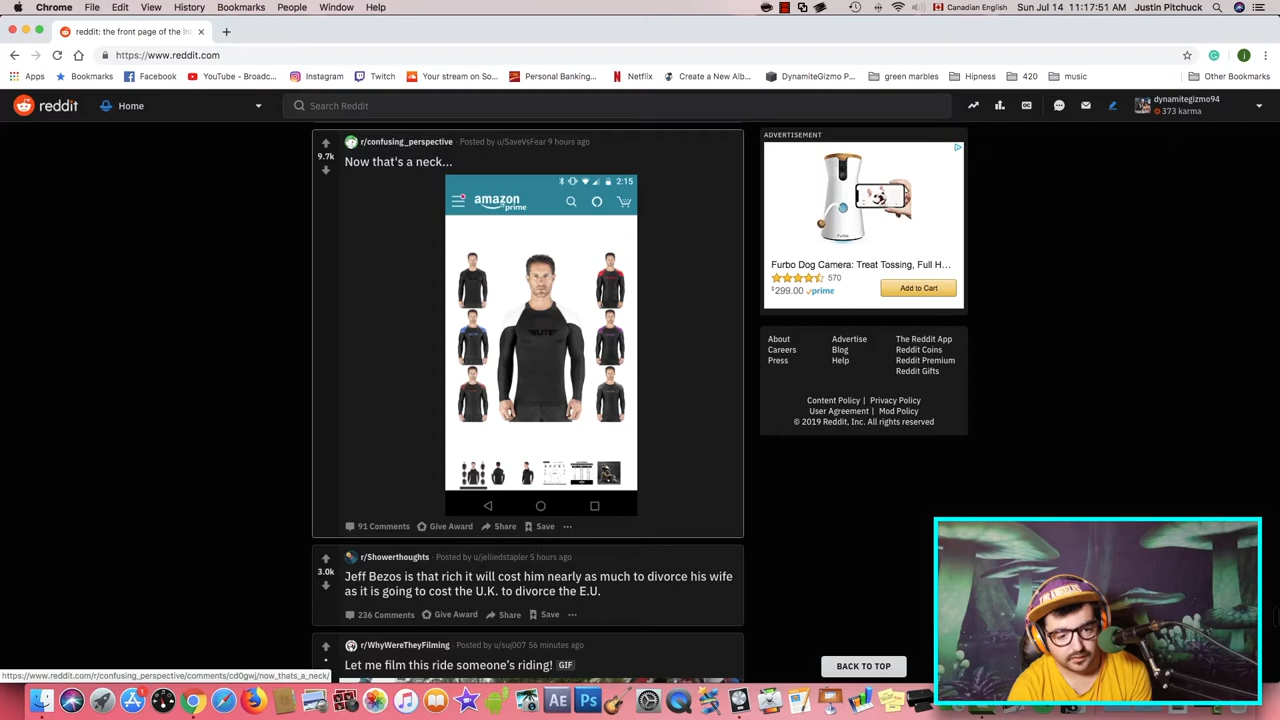 Chrome File Edit View History Bookmarks People Window Help Canadian English Sun Jul 14 11:17:51 AM Justin Pitchuck
reddit: the front page of the in
https://www.reddit.com
Apps Bookmarks Facebook YouTube - Broadc... Instagram Twitch Your stream on So... Personal Banking... Netflix Create a New Alb... DynamiteGizmo P... green marbles Hipness 420 music Other Bookmarks
reddit Home Search Reddit dynamitegizmo94
373 karma
r/confusing_perspective · Posted by u/SaveVsFear 9 hours ago
9.7k
Now that's a neck...
2:15
amazon
prime
ELITE
91 Comments Give Award Share Save ...
r/Showerthoughts · Posted by u/jelliedstapler 5 hours ago
3.0k
Jeff Bezos is that rich it will cost him nearly as much to divorce his wife
as it is going to cost the U.K. to divorce the E.U.
236 Comments Give Award Share Save ...
r/WhyWereTheyFilming · Posted by u/suj007 56 minutes ago
Let me film this ride someone's riding! GIF
ADVERTISEMENT
Furbo
Furbo Dog Camera: Treat Tossing, Full H...
570
$299.00 prime Add to Cart
About Advertise The Reddit App
Careers Blog Reddit Coins
Press Help Reddit Premium
Reddit Gifts
Content Policy | Privacy Policy
User Agreement | Mod Policy
© 2019 Reddit, Inc. All rights reserved
BACK TO TOP
https://www.reddit.com/r/confusing_perspective/comments/cd0gwj/now_thats_a_neck/
AE Ps